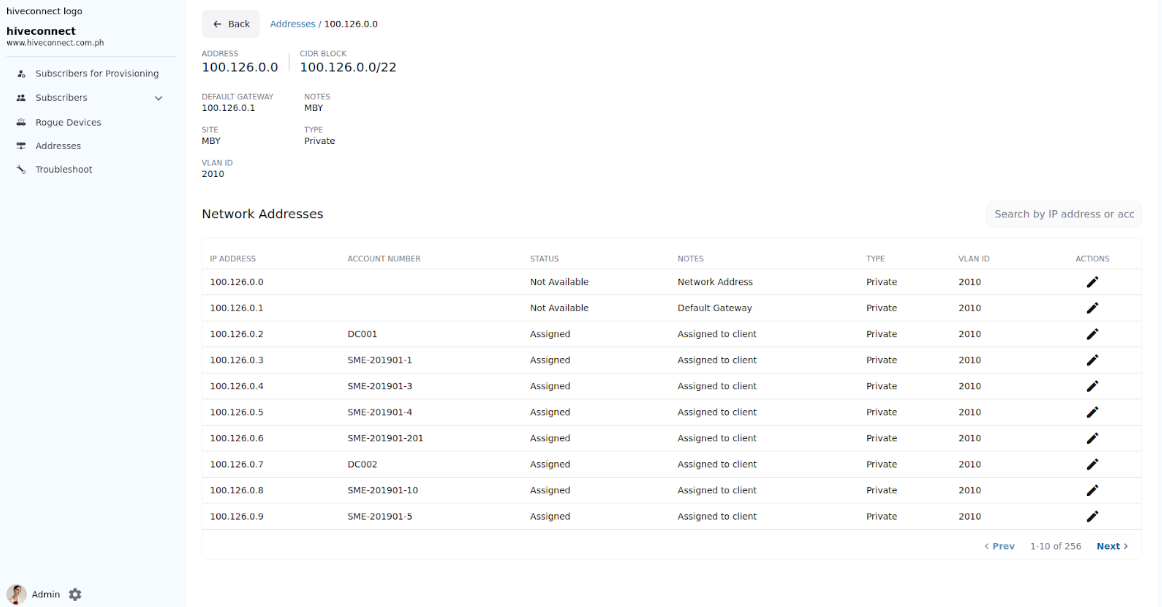 hiveconnect logo
hiveconnect
www.hiveconnect.com.ph
Subscribers for Provisioning
Subscribers
Rogue Devices
Addresses
Troubleshoot
Admin
Back
Addresses / 100.126.0.0
ADDRESS CIDR BLOCK
100.126.0.0 100.126.0.0/22
DEFAULT GATEWAY NOTES
100.126.0.1 MBY
SITE TYPE
MBY Private
VLAN ID
2010
Network Addresses
Search by IP address or acc
IP ADDRESS ACCOUNT NUMBER STATUS NOTES TYPE VLAN ID ACTIONS
100.126.0.0 Not Available Network Address Private 2010
100.126.0.1 Not Available Default Gateway Private 2010
100.126.0.2 DC001 Assigned Assigned to client Private 2010
100.126.0.3 SME-201901-1 Assigned Assigned to client Private 2010
100.126.0.4 SME-201901-3 Assigned Assigned to client Private 2010
100.126.0.5 SME-201901-4 Assigned Assigned to client Private 2010
100.126.0.6 SME-201901-201 Assigned Assigned to client Private 2010
100.126.0.7 DC002 Assigned Assigned to client Private 2010
100.126.0.8 SME-201901-10 Assigned Assigned to client Private 2010
100.126.0.9 SME-201901-5 Assigned Assigned to client Private 2010
Prev 1-10 of 256 Next